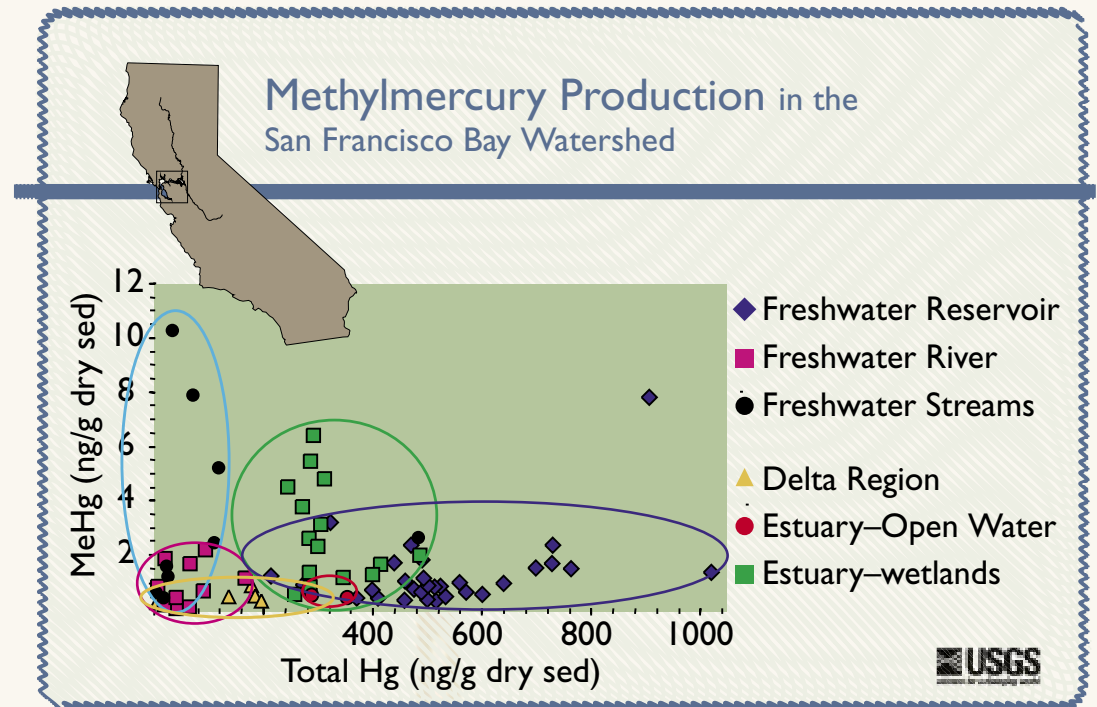 Methylmercury Production in the
San Francisco Bay Watershed
12
10
8
6
4
2
MeHg (ng/g dry sed)
400 600 800 1000
Total Hg (ng/g dry sed)
Freshwater Reservoir
Freshwater River
Freshwater Streams
Delta Region
Estuary–Open Water
Estuary–wetlands
USGS